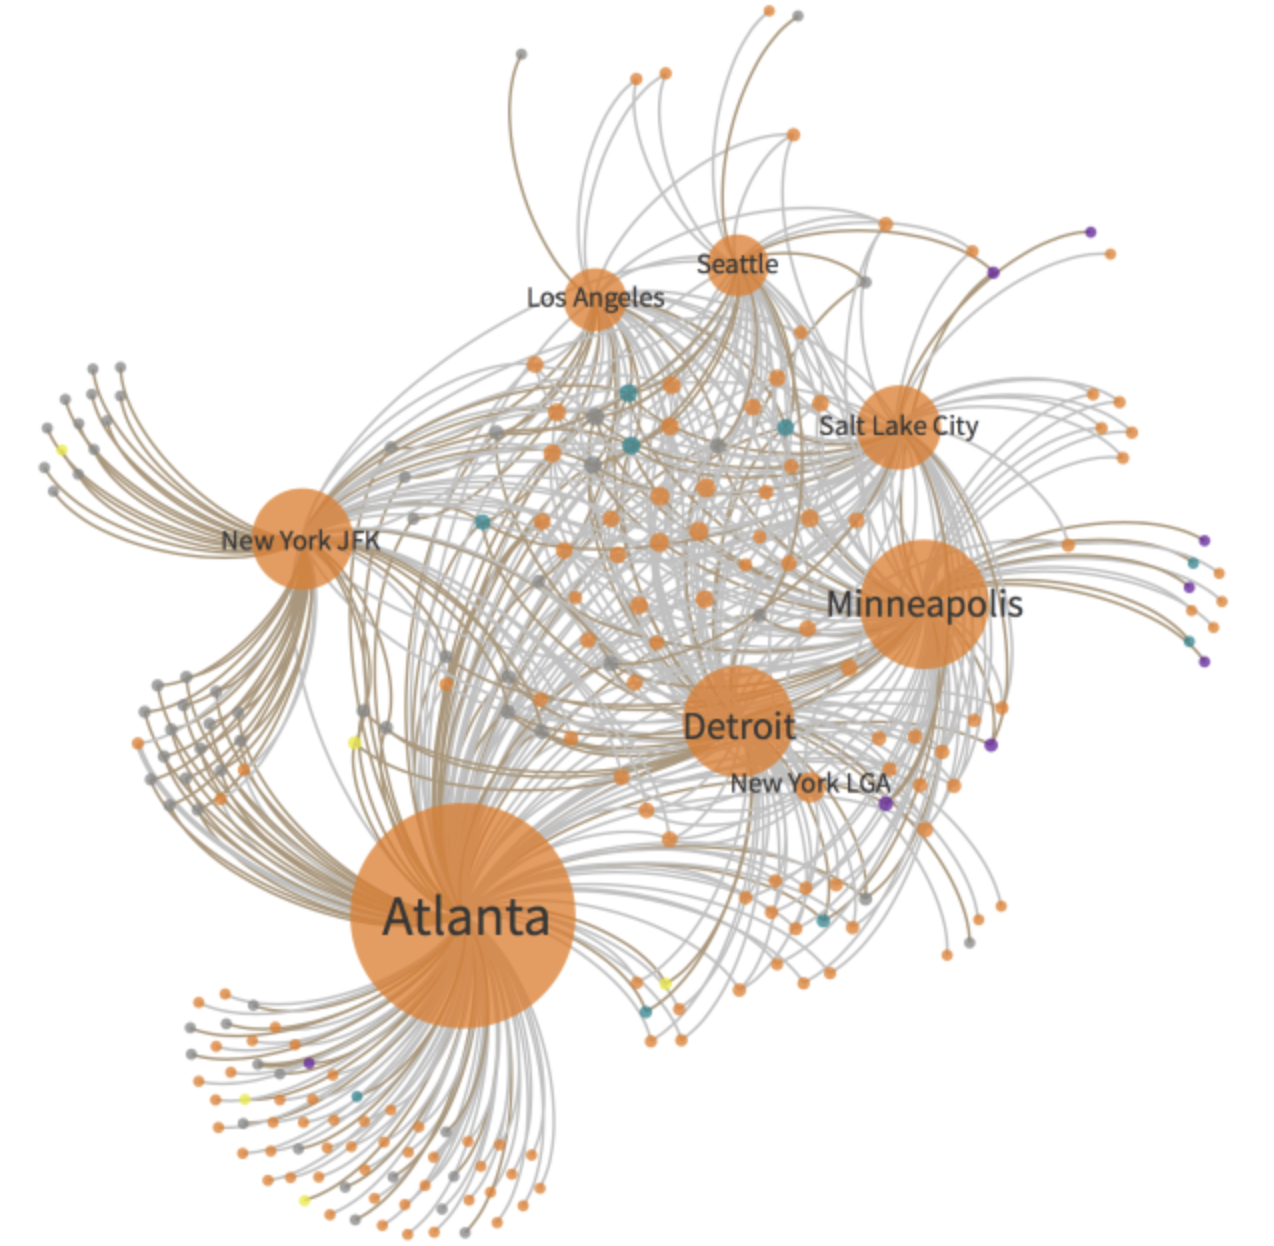 Seattle
Los Angeles
Salt Lake City
New York JFK
Minneapolis
Detroit
New York LGA
Atlanta